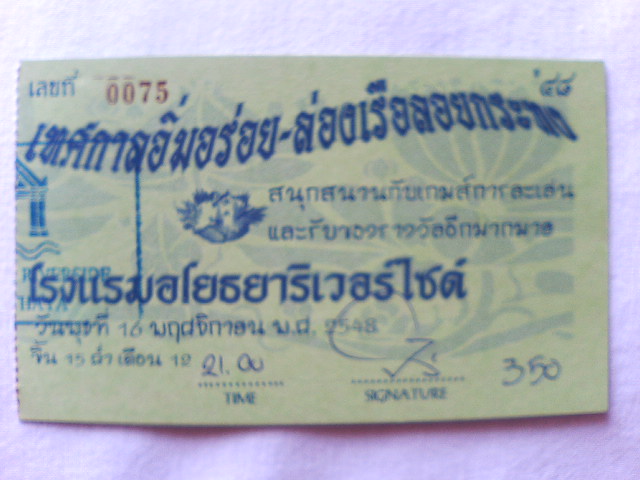 เลขที่ 0075 '๔๘
เทศกาลอิ่มอร่อย-ล่องเรือลอยกระทง
สนุกสนานกับเกมส์การละเล่น
และรับของรางวัลอีกมากมาย
RIVERSIDE
โรงแรมอโยธยาริเวอร์ไซด์
วันพุธที่ 16 พฤศจิกายน พ.ศ. 2548
ขึ้น 15 ค่ำ เดือน 12 21.00 350
TIME SIGNATURE